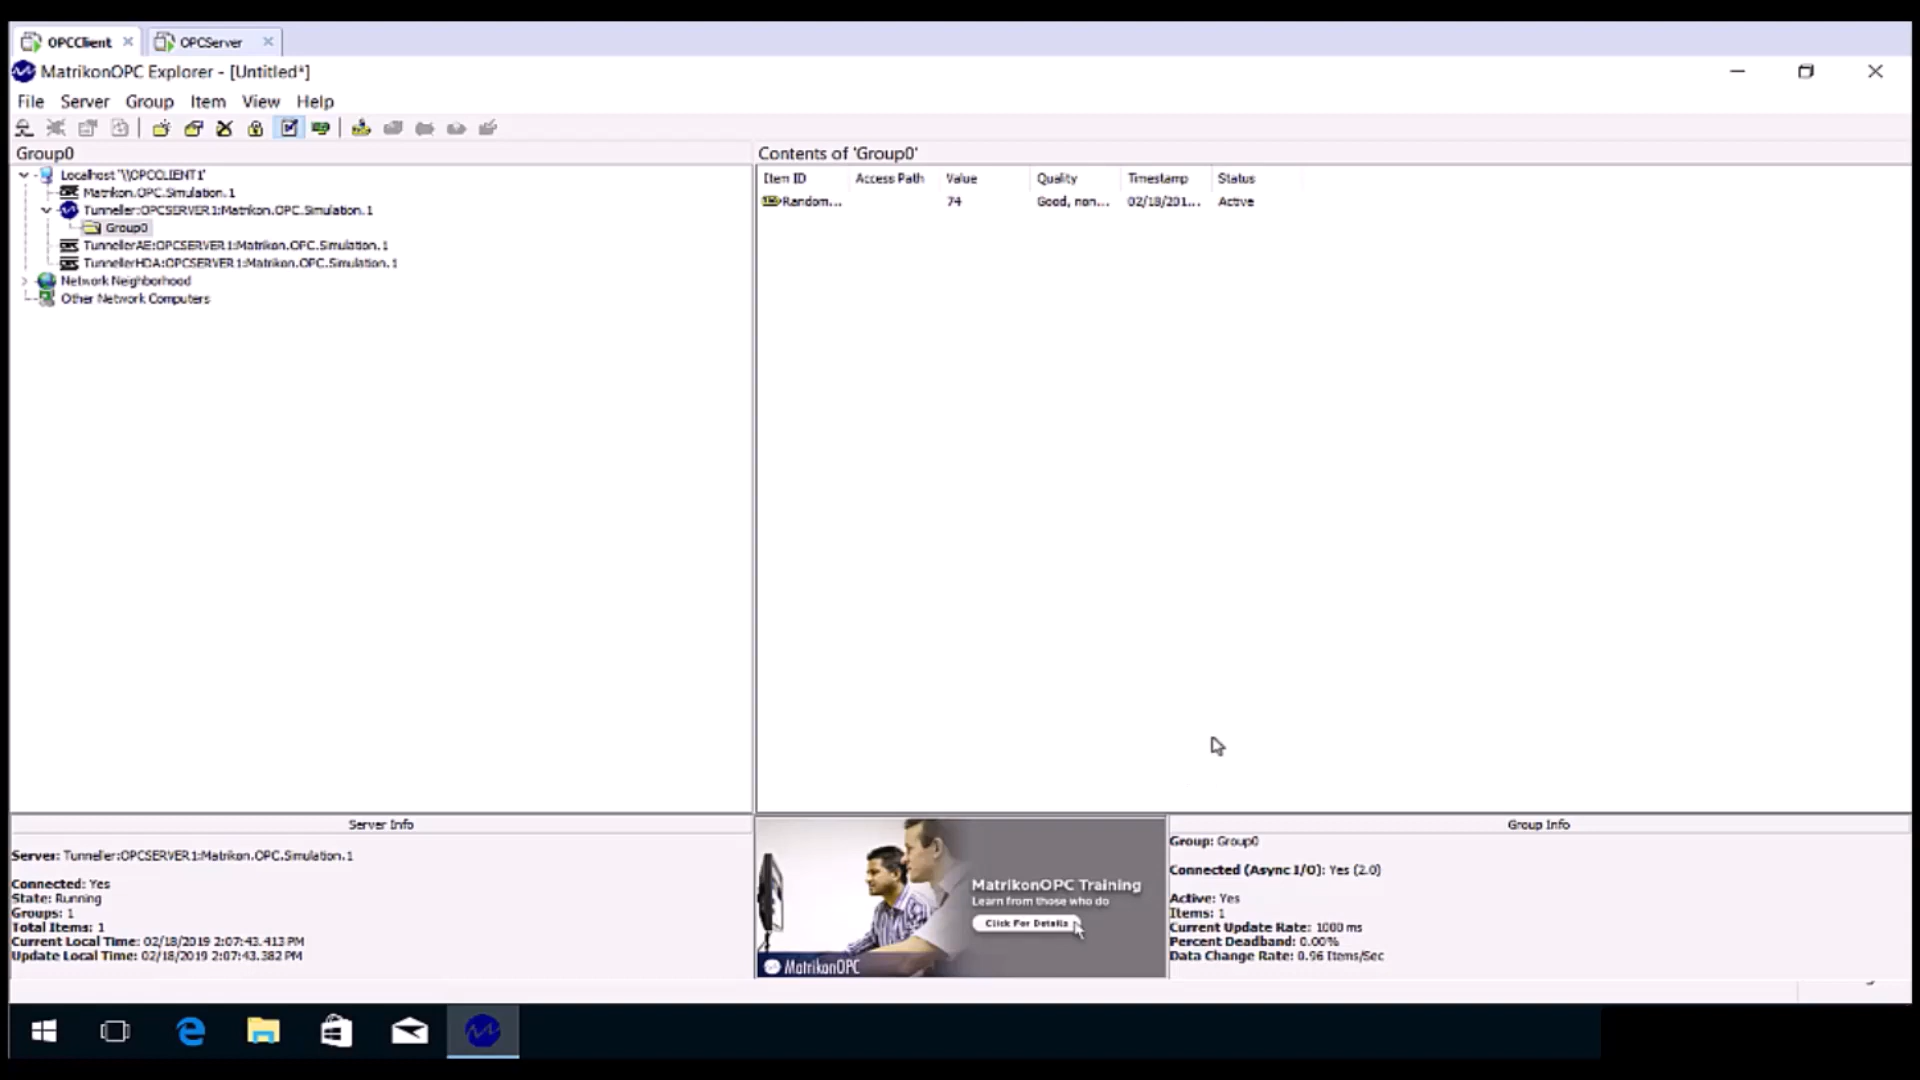 OPCClient
OPCServer
MatrikonOPC Explorer - [Untitled*]
File Server Group Item View Help
Group0
Contents of 'Group0'
Localhost '\\OPCCLIENT1'
Matrikon.OPC.Simulation.1
Tunneller:OPCSERVER1:Matrikon.OPC.Simulation.1
Group0
TunnellerAE:OPCSERVER1:Matrikon.OPC.Simulation.1
TunnellerHDA:OPCSERVER1:Matrikon.OPC.Simulation.1
Network Neighborhood
Other Network Computers
Item ID Access Path Value Quality Timestamp Status
Random... 74 Good, non... 02/18/201... Active
Server Info
Server: Tunneller:OPCSERVER1:Matrikon.OPC.Simulation.1
Connected: Yes
State: Running
Groups: 1
Total Items: 1
Current Local Time: 02/18/2019 2:07:43.413 PM
Update Local Time: 02/18/2019 2:07:43.382 PM
MatrikonOPC Training
Learn from those who do
Click For Details
MatrikonOPC
Group Info
Group: Group0
Connected (Async I/O): Yes (2.0)
Active: Yes
Items: 1
Current Update Rate: 1000 ms
Percent Deadband: 0.00%
Data Change Rate: 0.96 Items/Sec